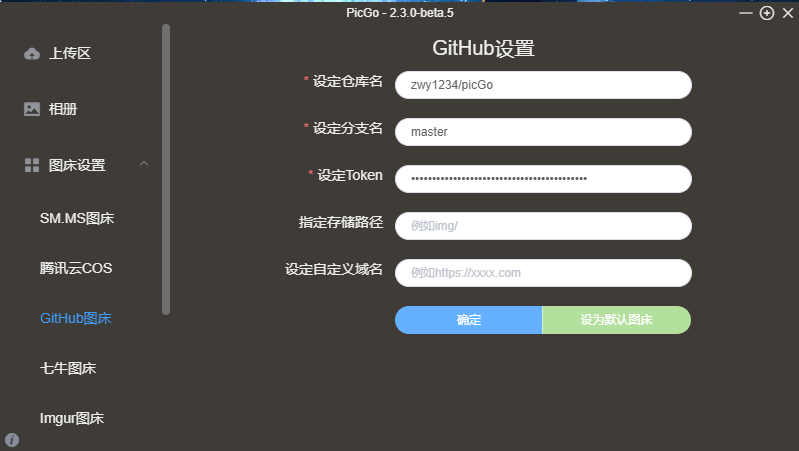 PicGo - 2.3.0-beta.5
上传区
相册
图床设置
SM.MS图床
腾讯云COS
GitHub图床
七牛图床
Imgur图床
GitHub设置
* 设定仓库名
zwy1234/picGo
* 设定分支名
master
* 设定Token
••••••••••••••••••••••••••••••••••••••••
指定存储路径
例如img/
设定自定义域名
例如https://xxxx.com
确定
设为默认图床